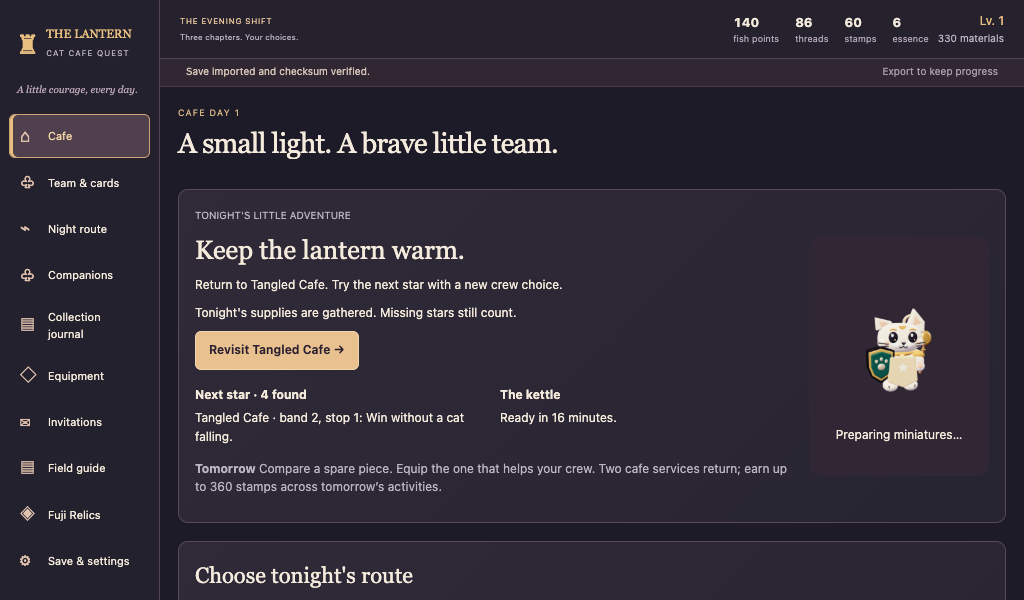 THE LANTERN
CAT CAFE QUEST
A little courage, every day.
Cafe
Team & cards
Night route
Companions
Collection
journal
Equipment
Invitations
Field guide
Fuji Relics
Save & settings
THE EVENING SHIFT
Three chapters. Your choices.
140
fish points
86
threads
60
stamps
6
essence
Lv. 1
330 materials
Save imported and checksum verified.
Export to keep progress
CAFE DAY 1
A small light. A brave little team.
TONIGHT'S LITTLE ADVENTURE
Keep the lantern warm.
Return to Tangled Cafe. Try the next star with a new crew choice.
Tonight's supplies are gathered. Missing stars still count.
Revisit Tangled Cafe →
Next star · 4 found
Tangled Cafe · band 2, stop 1: Win without a cat
falling.
The kettle
Ready in 16 minutes.
Tomorrow Compare a spare piece. Equip the one that helps your crew. Two cafe services return; earn up
to 360 stamps across tomorrow's activities.
Preparing miniatures...
Choose tonight's route